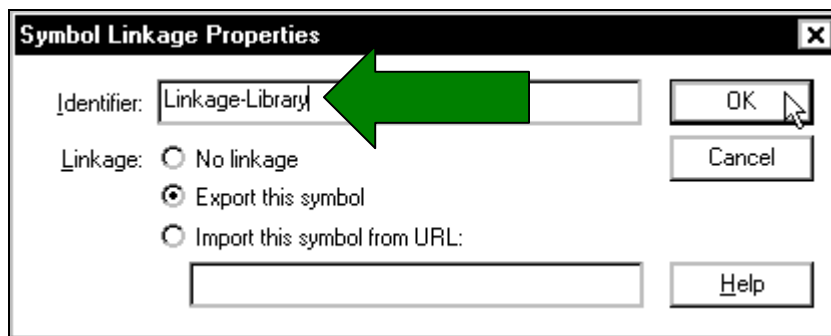 Symbol Linkage Properties
Identifier: Linkage-Library OK
Linkage: No linkage Cancel
Export this symbol
Import this symbol from URL:
Help